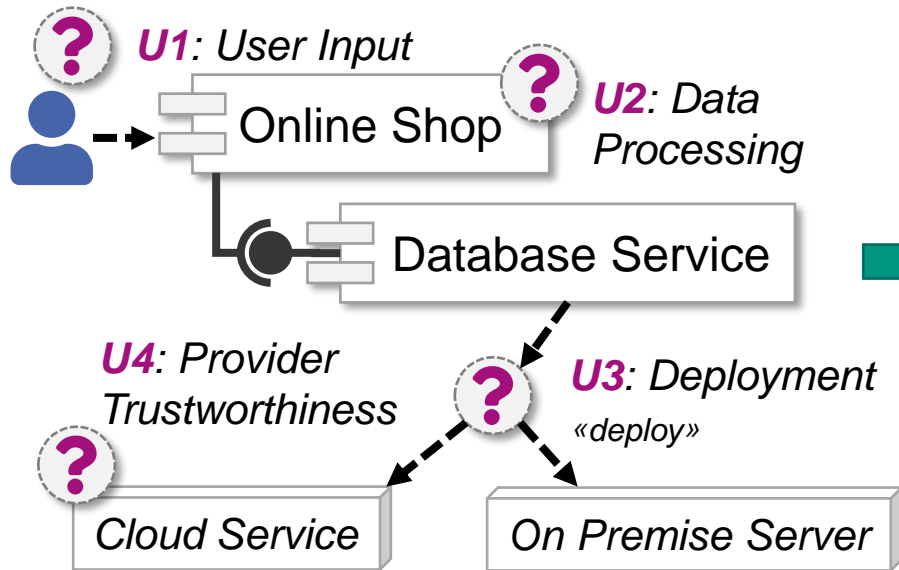 ?
U1: User Input
?
Online Shop
U2: Data
Processing
Database Service
U4: Provider
Trustworthiness
?
U3: Deployment
«deploy»
?
Cloud Service
On Premise Server